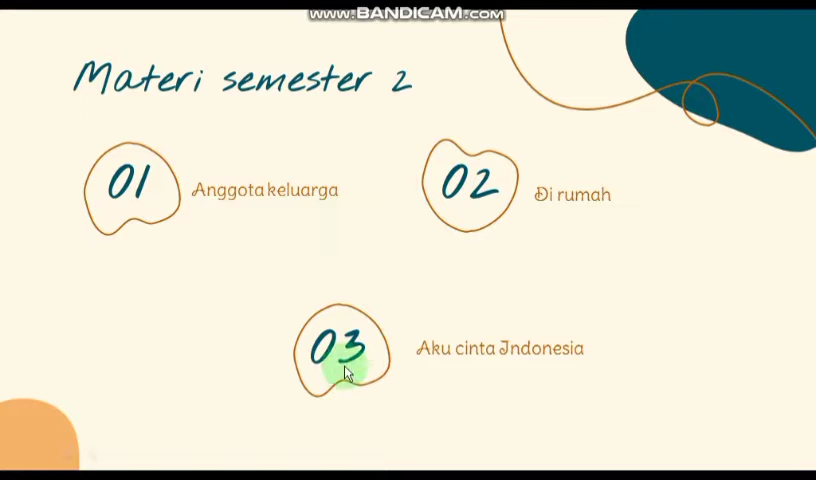 www.BANDICAM.com
Materi semester 2
01
Anggota keluarga
02
Di rumah
03
Aku cinta Indonesia